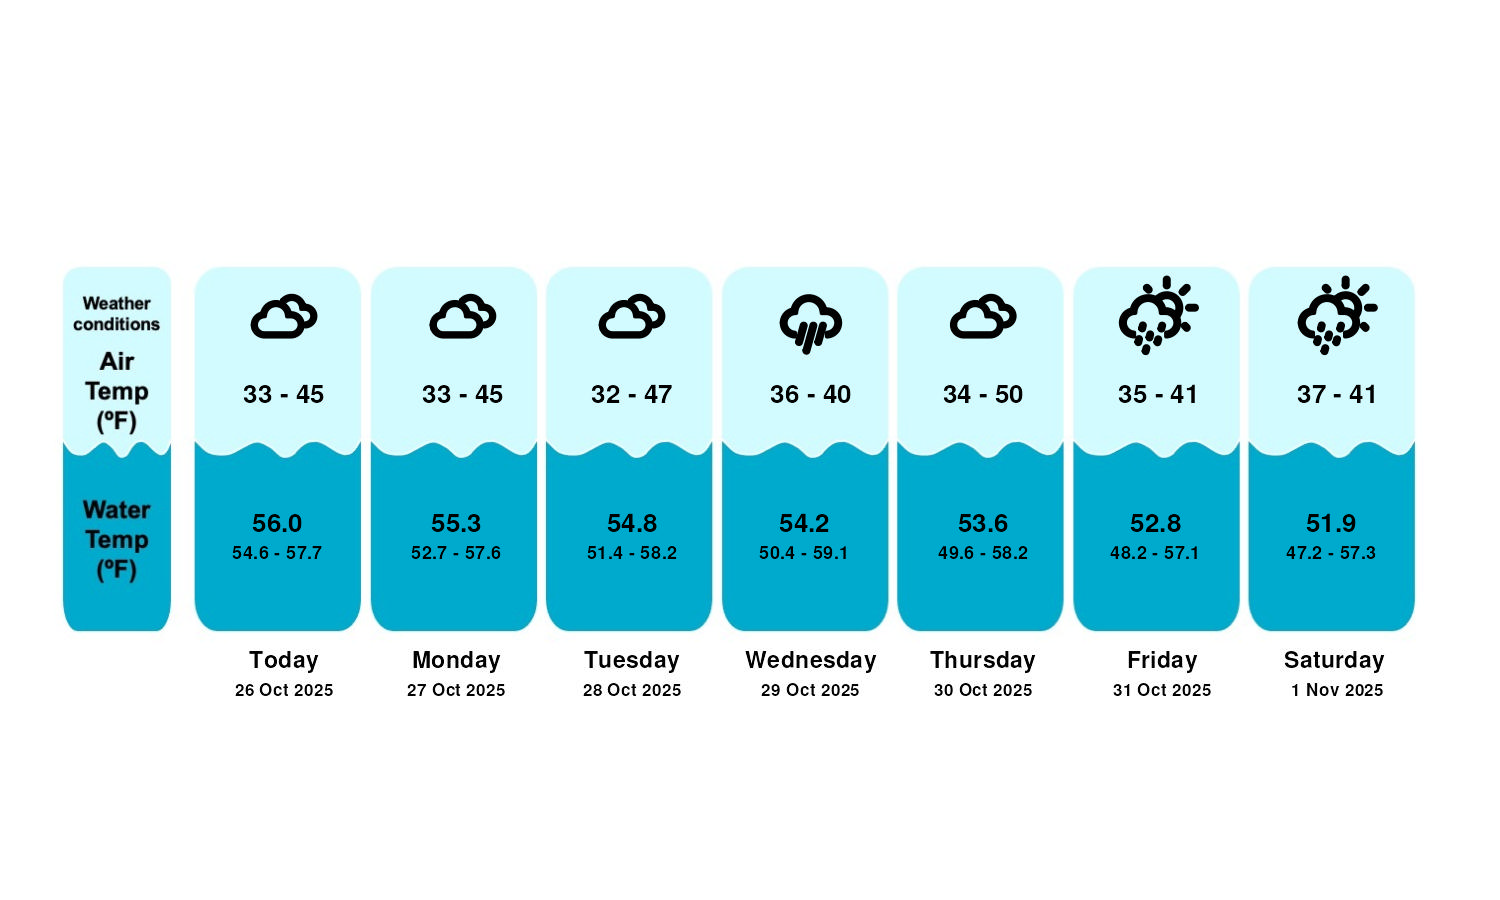 Weather
conditions
Air
Temp
(ºF)
Water
Temp
(ºF)
33 - 45
56.0
54.6 - 57.7
Today
26 Oct 2025
33 - 45
55.3
52.7 - 57.6
Monday
27 Oct 2025
32 - 47
54.8
51.4 - 58.2
Tuesday
28 Oct 2025
36 - 40
54.2
50.4 - 59.1
Wednesday
29 Oct 2025
34 - 50
53.6
49.6 - 58.2
Thursday
30 Oct 2025
35 - 41
52.8
48.2 - 57.1
Friday
31 Oct 2025
37 - 41
51.9
47.2 - 57.3
Saturday
1 Nov 2025